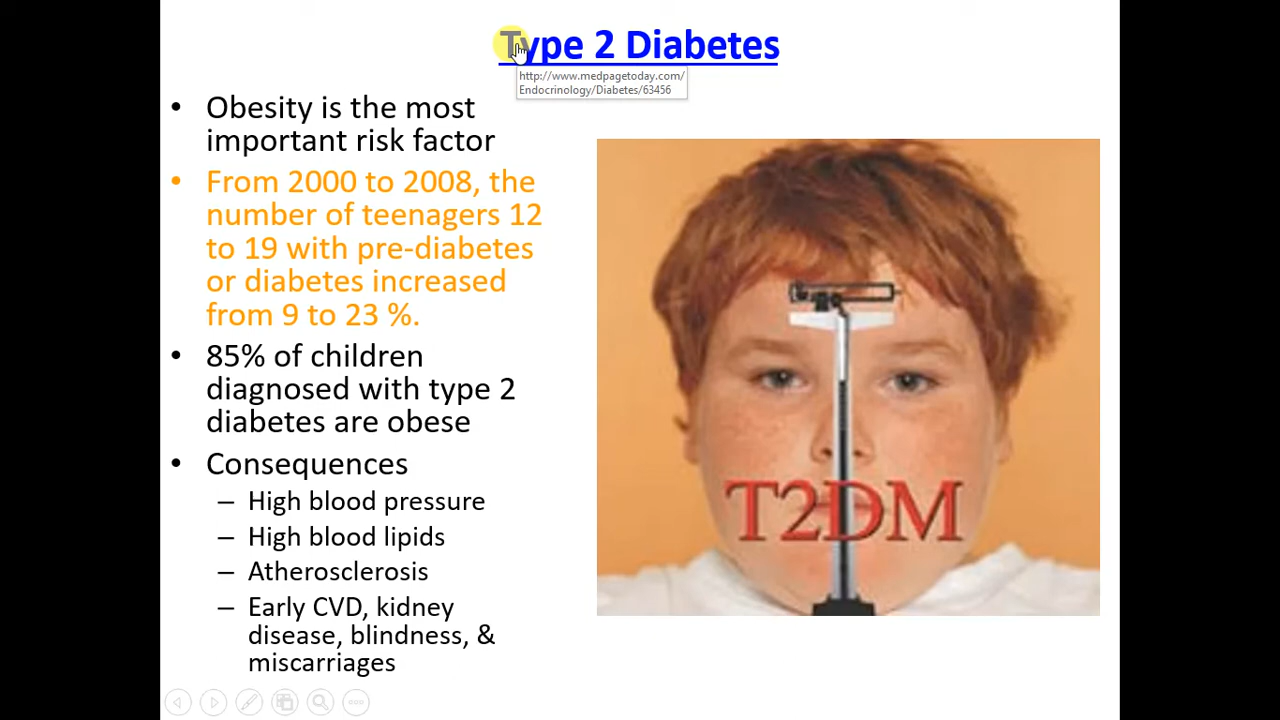 Type 2 Diabetes
http://www.medpagetoday.com/
Endocrinology/Diabetes/63456
• Obesity is the most
important risk factor
• From 2000 to 2008, the
number of teenagers 12
to 19 with pre-diabetes
or diabetes increased
from 9 to 23 %.
• 85% of children
diagnosed with type 2
diabetes are obese
• Consequences
– High blood pressure
– High blood lipids
– Atherosclerosis
– Early CVD, kidney
disease, blindness, &
miscarriages
T2DM